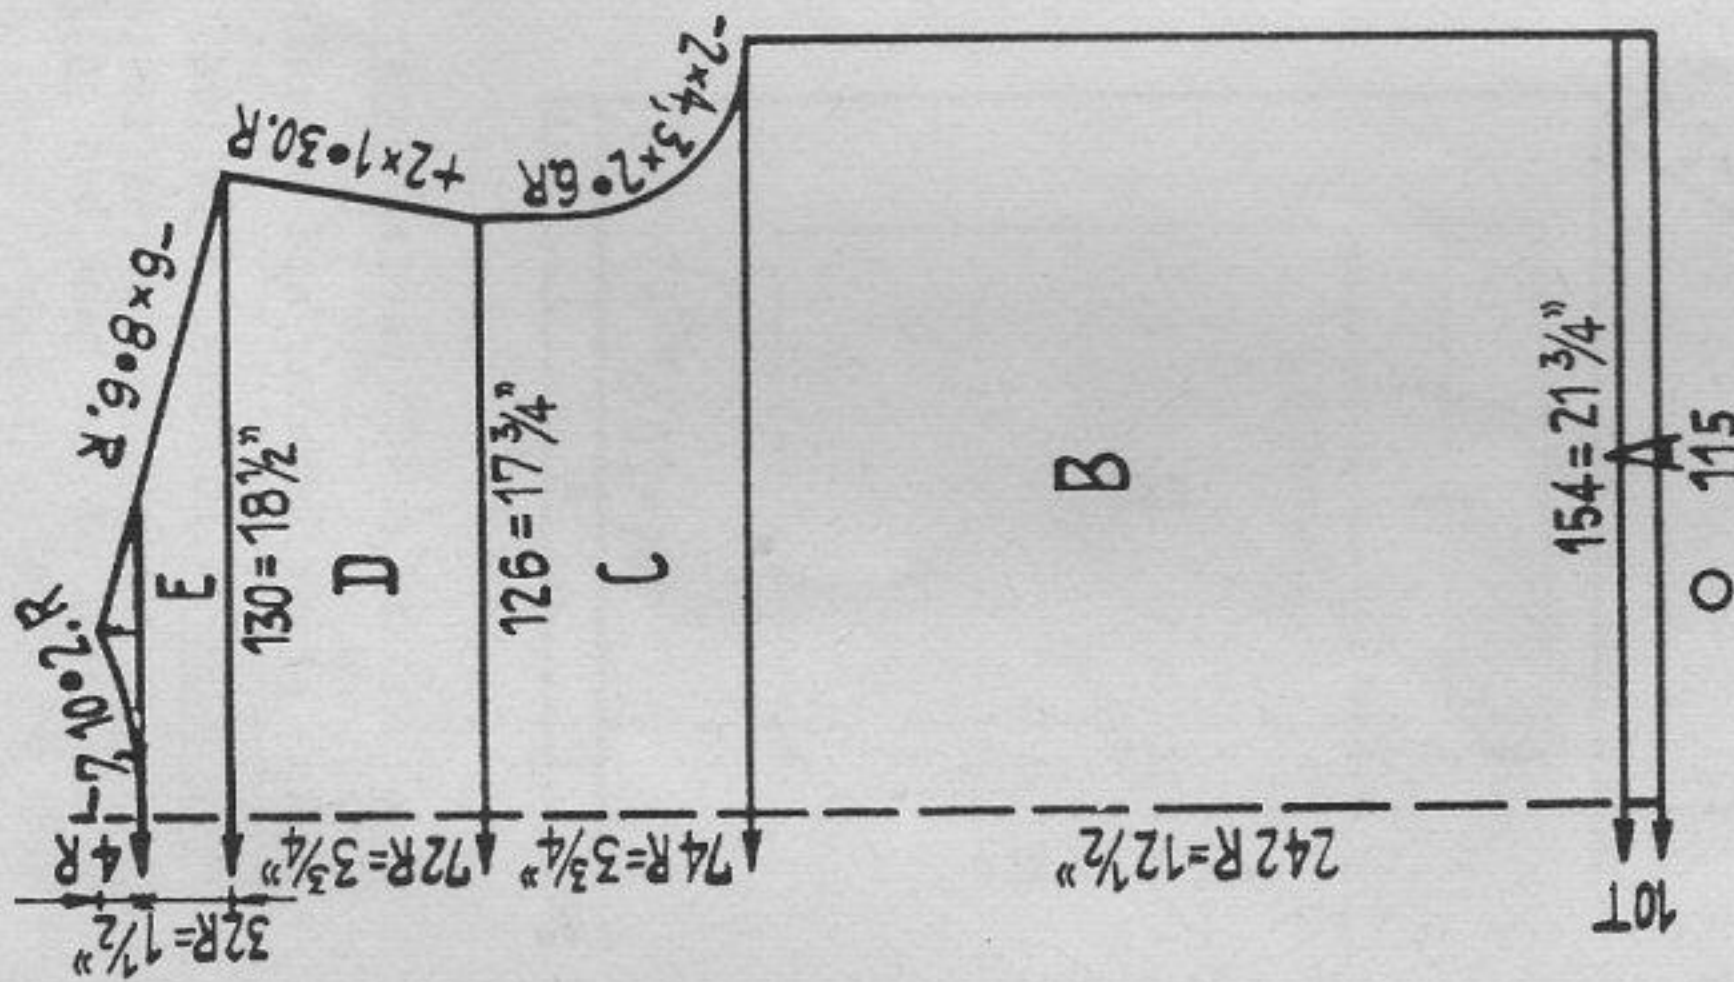 4 R
-7, 10•2.R
-6×8•6.R
32R=1½"
E
130=18½"
+2×1•30.R
D
72R=3¾"
126=17¾"
-2×4, 3×2•6R
C
74R=3¾"
B
242R=12½"
154=21¾"
A
10T
O 115